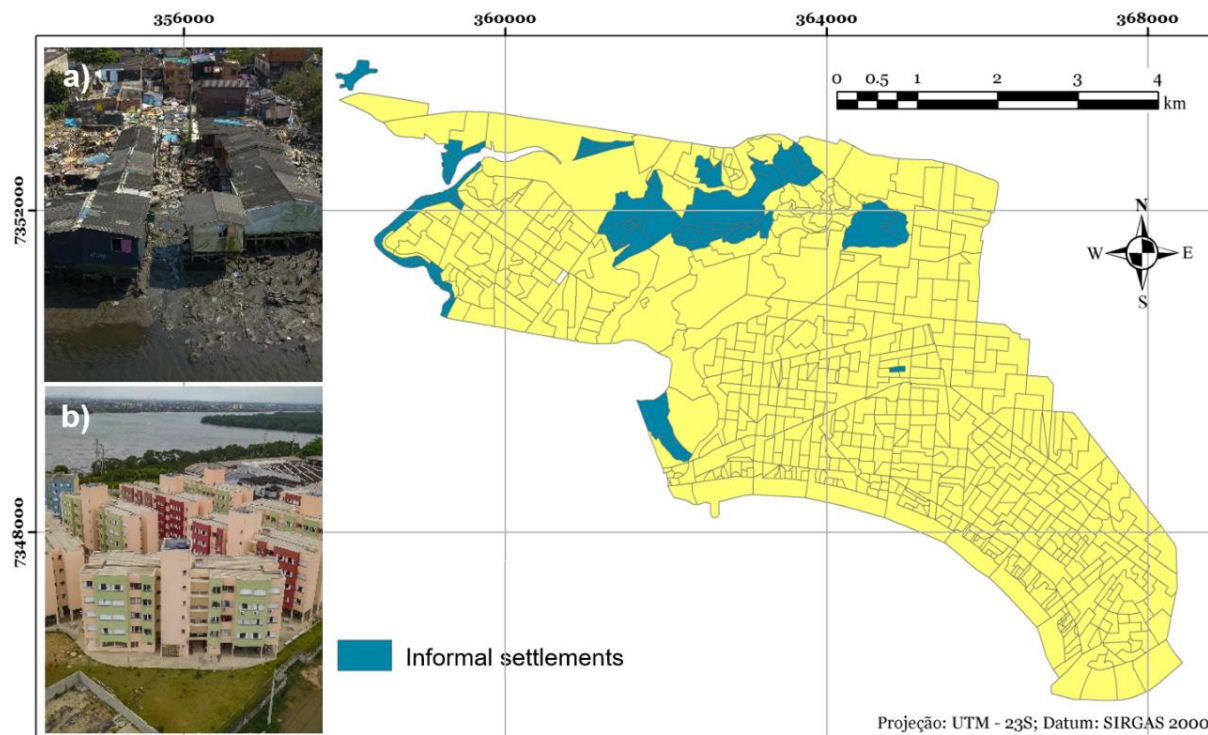 356000 360000 364000 368000
a)
0 0.5 1 2 3 4
km
7352000
N
W E
S
b)
7348000
Informal settlements
Projeção: UTM - 23S; Datum: SIRGAS 2000